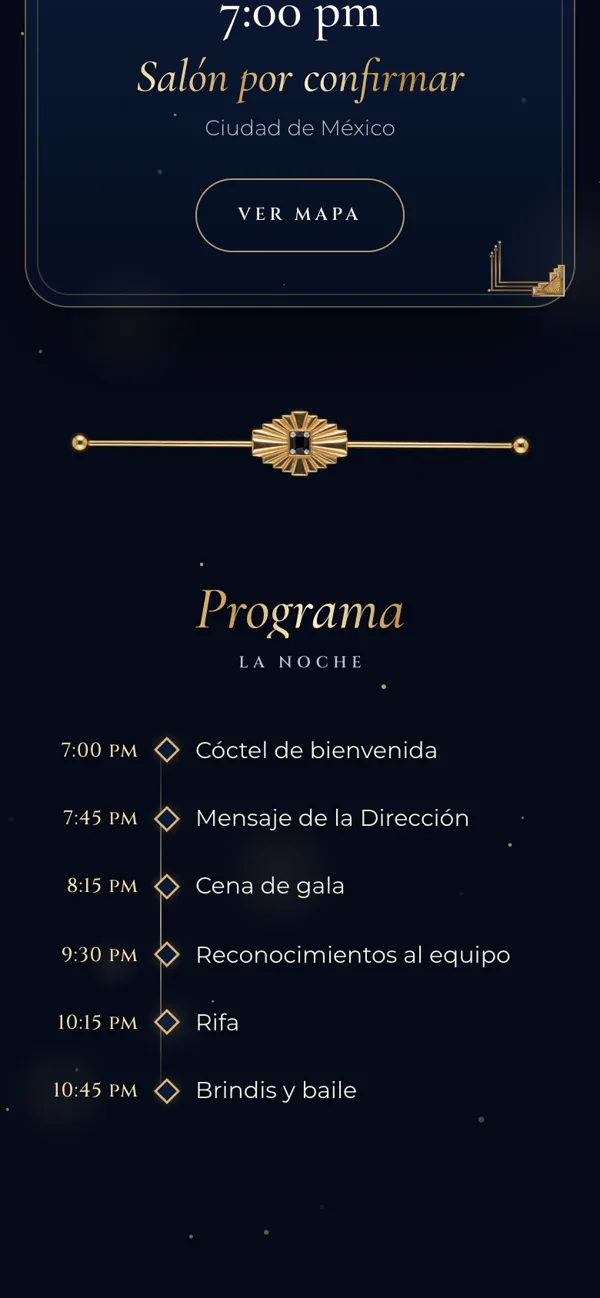 7:00 pm
Salón por confirmar
Ciudad de México
VER MAPA
Programa
LA NOCHE
7:00 PM Cóctel de bienvenida
7:45 PM Mensaje de la Dirección
8:15 PM Cena de gala
9:30 PM Reconocimientos al equipo
10:15 PM Rifa
10:45 PM Brindis y baile